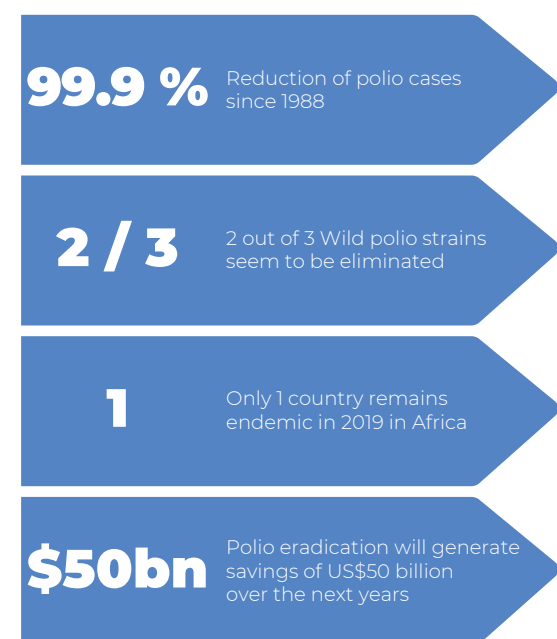 99.9 %
Reduction of polio cases
since 1988
2 / 3
2 out of 3 Wild polio strains
seem to be eliminated
1
Only 1 country remains
endemic in 2019 in Africa
$50bn
Polio eradication will generate
savings of US$50 billion
over the next years